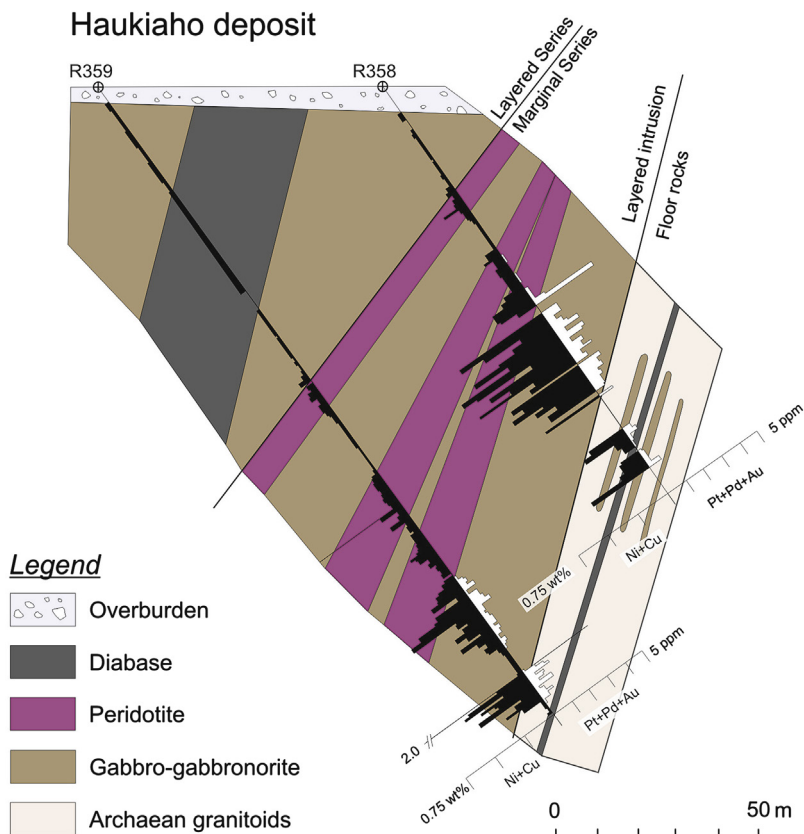 Haukiaho deposit
R359
R358
Layered Series
Marginal Series
Layered intrusion
Floor rocks
5 ppm
Pt+Pd+Au
Ni+Cu
0.75 wt%
5 ppm
Pt+Pd+Au
Ni+Cu
2.0
0.75 wt%
Legend
Overburden
Diabase
Peridotite
Gabbro-gabbronorite
Archaean granitoids
0 50 m